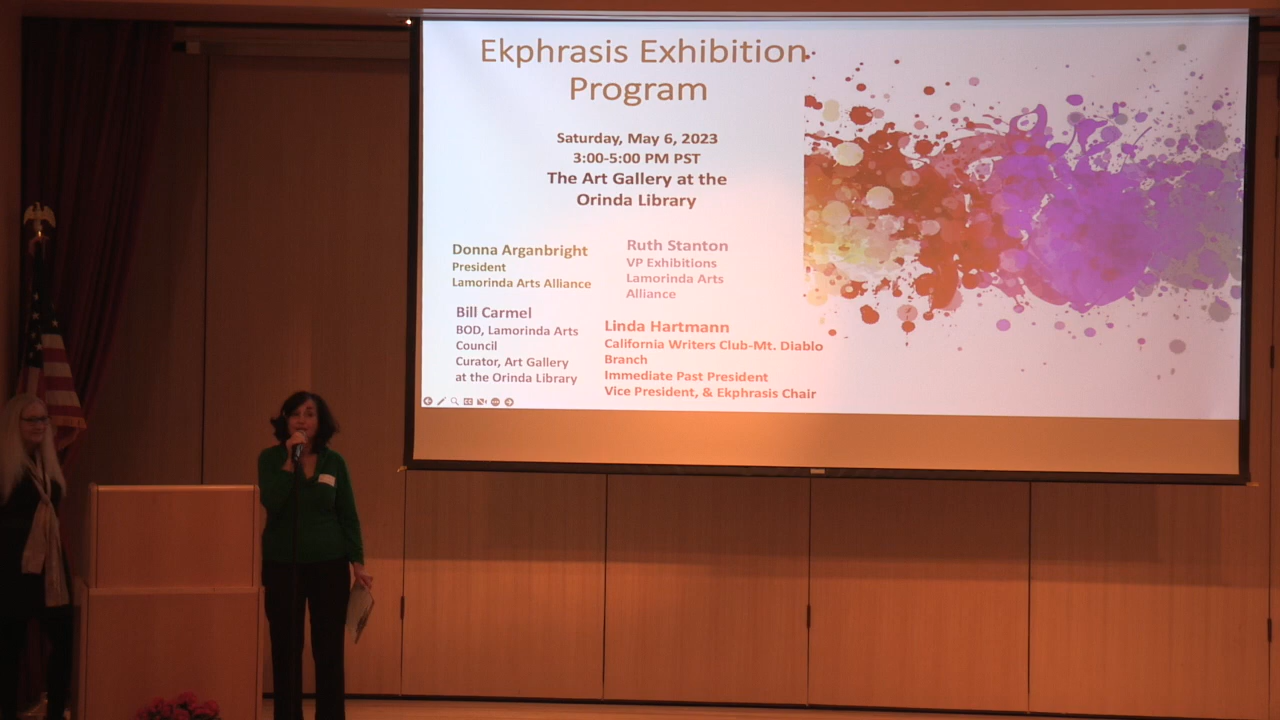 Ekphrasis Exhibition
Program
Saturday, May 6, 2023
3:00-5:00 PM PST
The Art Gallery at the
Orinda Library
Donna Arganbright
President
Lamorinda Arts Alliance
Ruth Stanton
VP Exhibitions
Lamorinda Arts
Alliance
Bill Carmel
BOD, Lamorinda Arts
Council
Curator, Art Gallery
at the Orinda Library
Linda Hartmann
California Writers Club-Mt. Diablo
Branch
Immediate Past President
Vice President, & Ekphrasis Chair